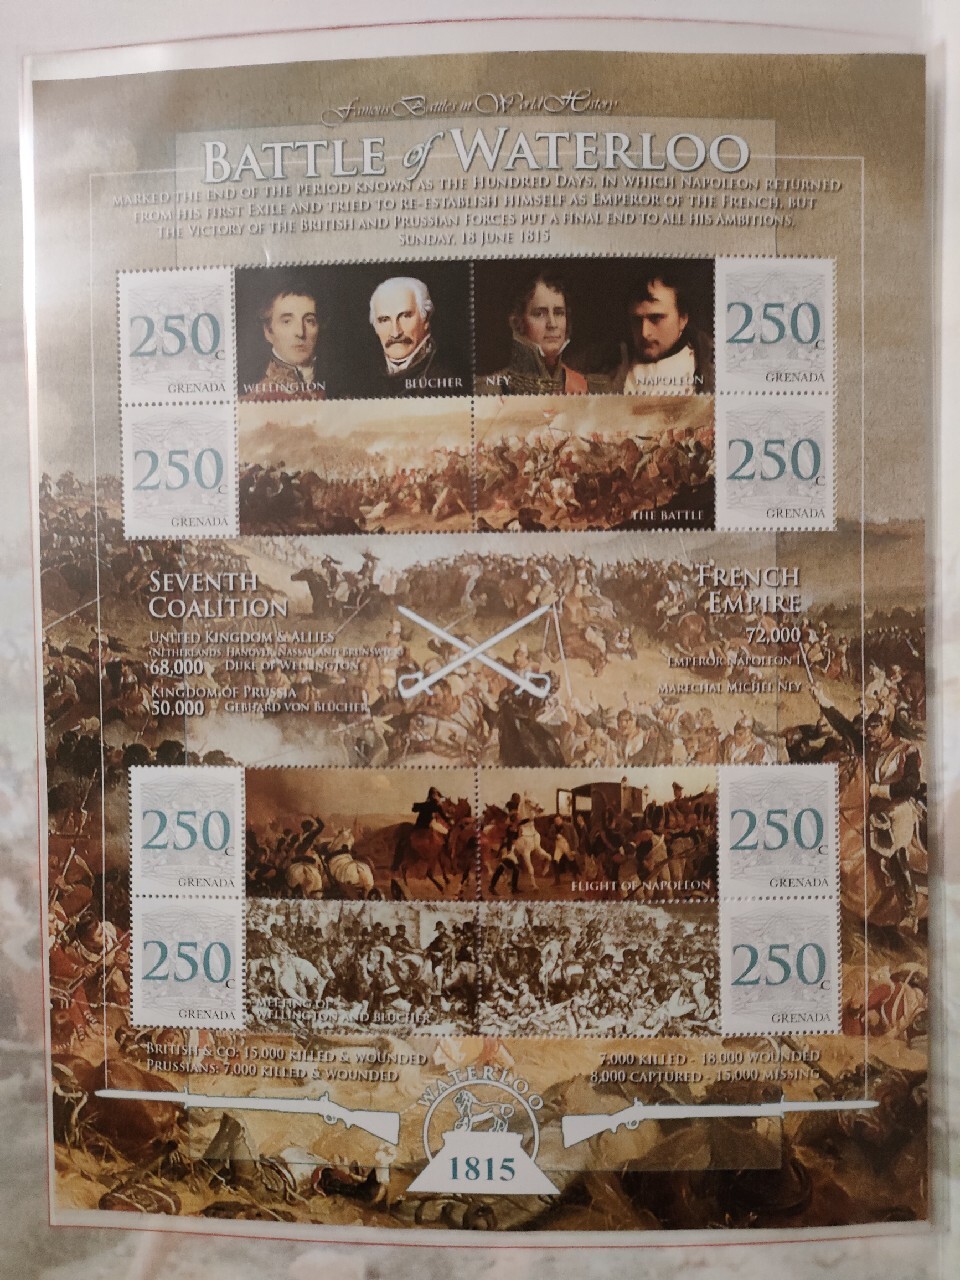 Famous Battles in World History
BATTLE of WATERLOO
MARKED THE END OF THE PERIOD KNOWN AS THE HUNDRED DAYS, IN WHICH NAPOLEON RETURNED
FROM HIS FIRST EXILE AND TRIED TO RE-ESTABLISH HIMSELF AS EMPEROR OF THE FRENCH, BUT
THE VICTORY OF THE BRITISH AND PRUSSIAN FORCES PUT A FINAL END TO ALL HIS AMBITIONS.
SUNDAY, 18 JUNE 1815
250c
GRENADA
WELLINGTON
BLÜCHER
NEY
NAPOLEON
250c
GRENADA
250c
GRENADA
THE BATTLE
250c
GRENADA
SEVENTH
COALITION
UNITED KINGDOM & ALLIES
(NETHERLANDS, HANOVER, NASSAU AND BRUNSWICK)
68,000 DUKE OF WELLINGTON
KINGDOM OF PRUSSIA
50,000 GEBHARD VON BLÜCHER
FRENCH
EMPIRE
72,000
EMPEROR NAPOLEON I
MARECHAL MICHEL NEY
250c
GRENADA
FLIGHT OF NAPOLEON
250c
GRENADA
250c
GRENADA
MEETING OF
WELLINGTON AND BLÜCHER
250c
GRENADA
BRITISH & CO: 15,000 KILLED & WOUNDED
PRUSSIANS: 7,000 KILLED & WOUNDED
7,000 KILLED - 18,000 WOUNDED
8,000 CAPTURED - 15,000 MISSING
WATERLOO
1815